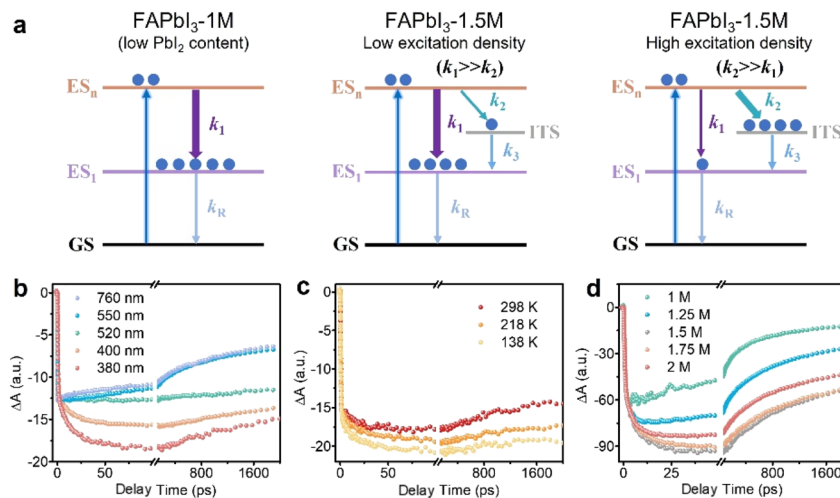 a
FAPbI₃-1M
(low PbI₂ content)
FAPbI₃-1.5M
Low excitation density
(k₁>>k₂)
FAPbI₃-1.5M
High excitation density
(k₂>>k₁)
ESₙ
k₁
ES₁
kR
GS
ESₙ
k₂
k₁
ITS
k₃
ES₁
kR
GS
ESₙ
k₂
k₁
ITS
k₃
ES₁
kR
GS
b
0
-5
-10
-15
-20
ΔA (a.u.)
760 nm
550 nm
520 nm
400 nm
380 nm
0 50 800 1600
Delay Time (ps)
c
0
-5
-10
-15
-20
ΔA (a.u.)
298 K
218 K
138 K
0 50 800 1600
Delay Time (ps)
d
0
-30
-60
-90
ΔA (a.u.)
1 M
1.25 M
1.5 M
1.75 M
2 M
0 25 800 1600
Delay Time (ps)